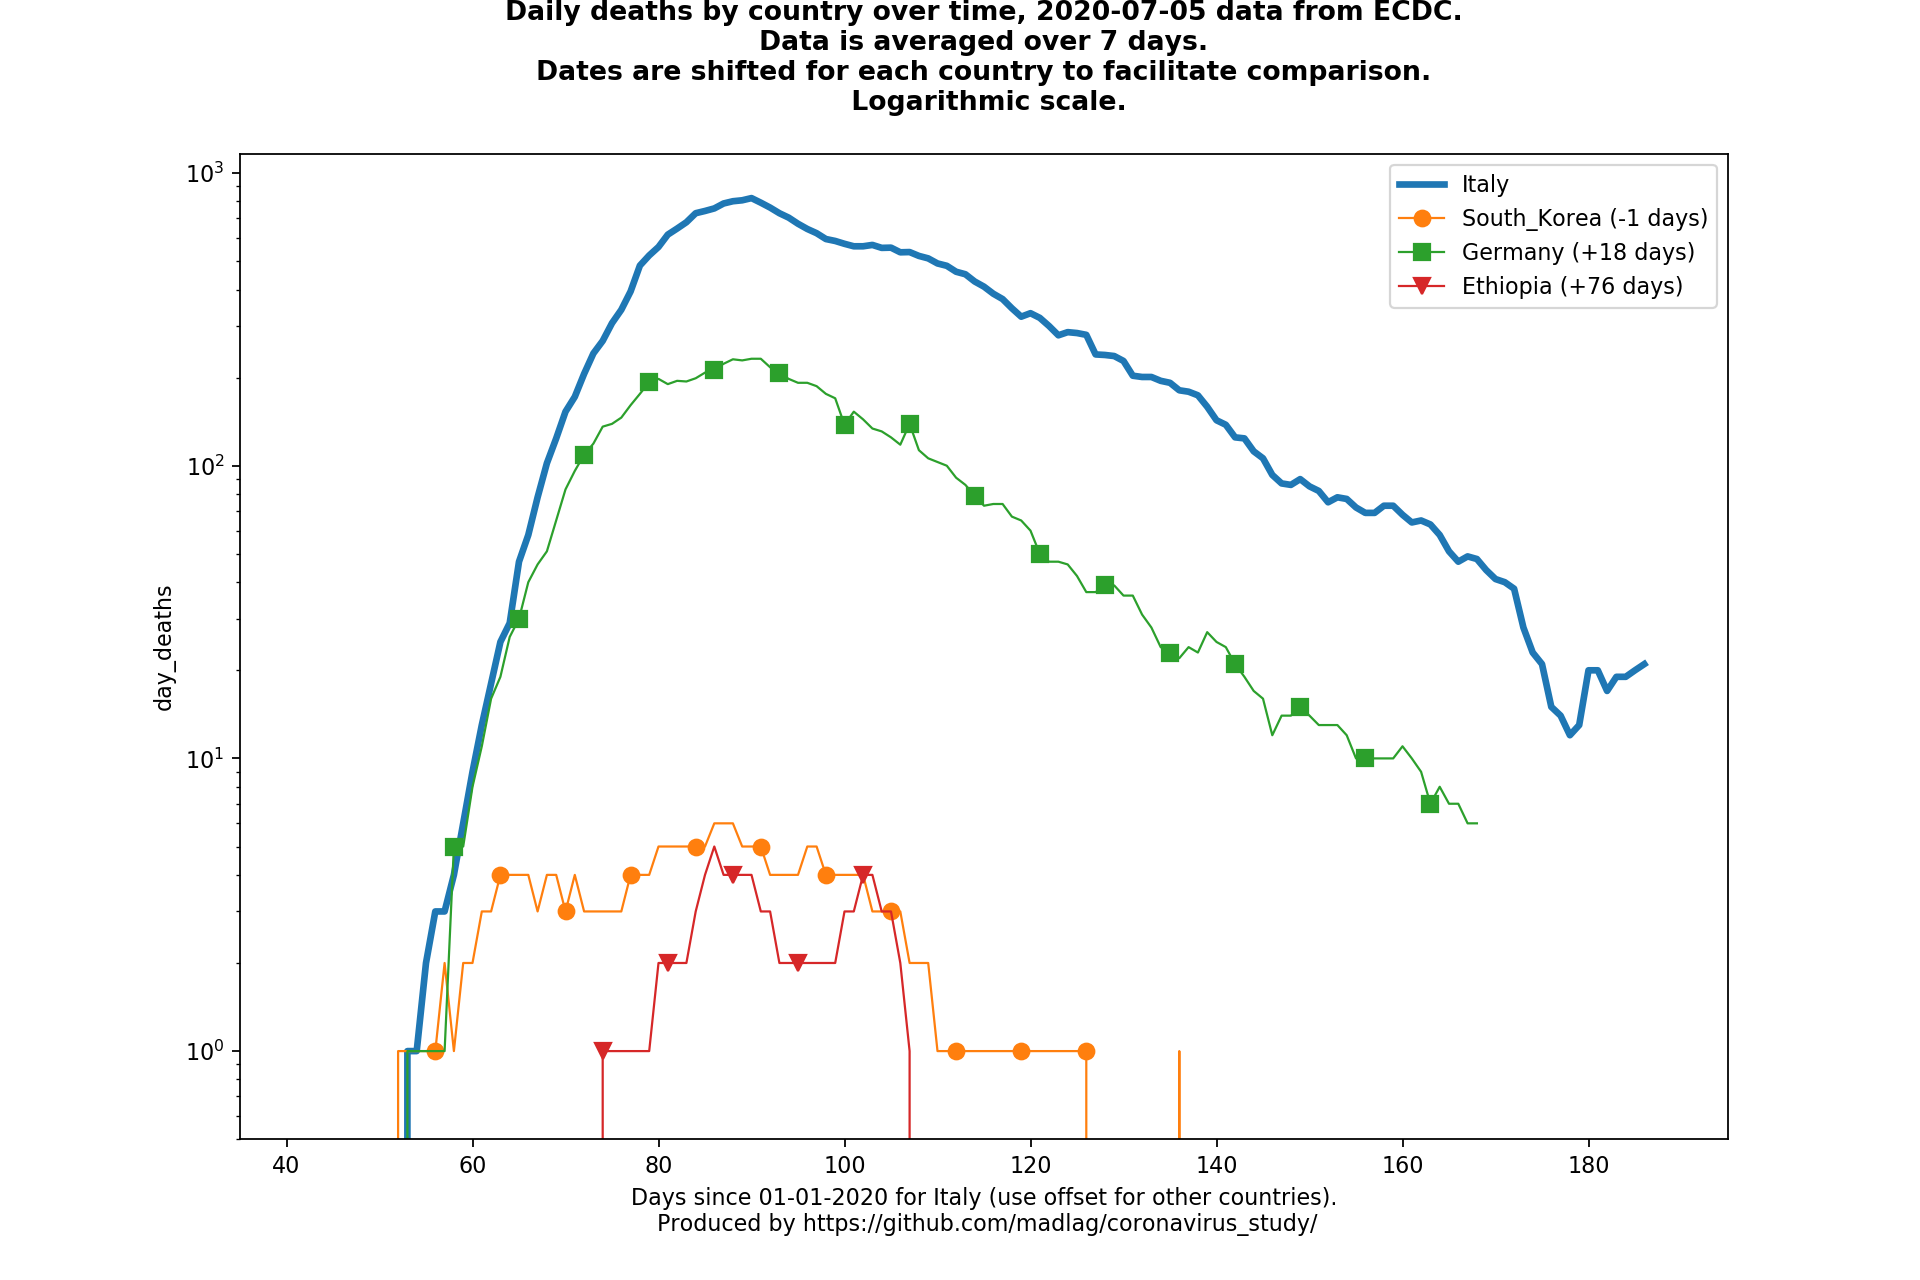 Daily deaths by country over time, 2020-07-05 data from ECDC.
Data is averaged over 7 days.
Dates are shifted for each country to facilitate comparison.
Logarithmic scale.
Italy
South_Korea (-1 days)
Germany (+18 days)
Ethiopia (+76 days)
day_deaths
10³
10²
10¹
10⁰
40 60 80 100 120 140 160 180
Days since 01-01-2020 for Italy (use offset for other countries).
Produced by https://github.com/madlag/coronavirus_study/